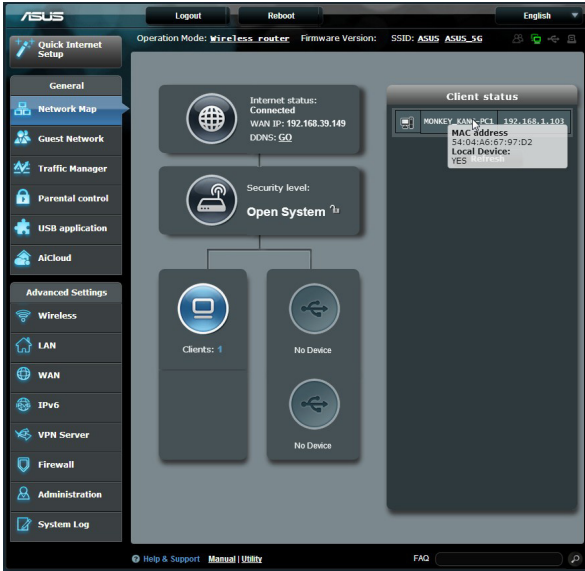 ASUS
Logout
Reboot
English
Quick Internet
Setup
Operation Mode: Wireless router Firmware Version: SSID: ASUS ASUS_5G
General
Network Map
Guest Network
Traffic Manager
Parental control
USB application
AiCloud
Advanced Settings
Wireless
LAN
WAN
IPv6
VPN Server
Firewall
Administration
System Log
Internet status:
Connected
WAN IP: 192.168.39.149
DDNS: GO
Security level:
Open System
Clients: 1
No Device
No Device
Client status
192.168.1.103
MAC address
54:04:A6:67:97:D2
Local Device:
YES
Refresh
Help & Support Manual | Utility
FAQ